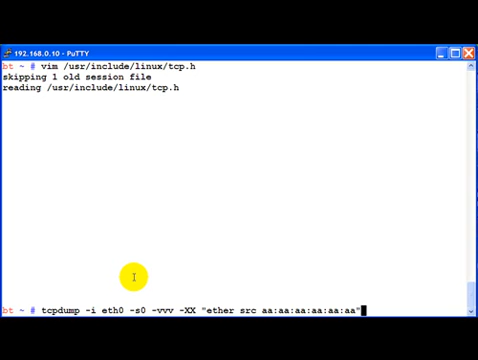 192.168.0.10 - PuTTY
bt ~ # vim /usr/include/linux/tcp.h
skipping 1 old session file
reading /usr/include/linux/tcp.h
bt ~ # tcpdump -i eth0 -s0 -vvv -XX "ether src aa:aa:aa:aa:aa:aa"